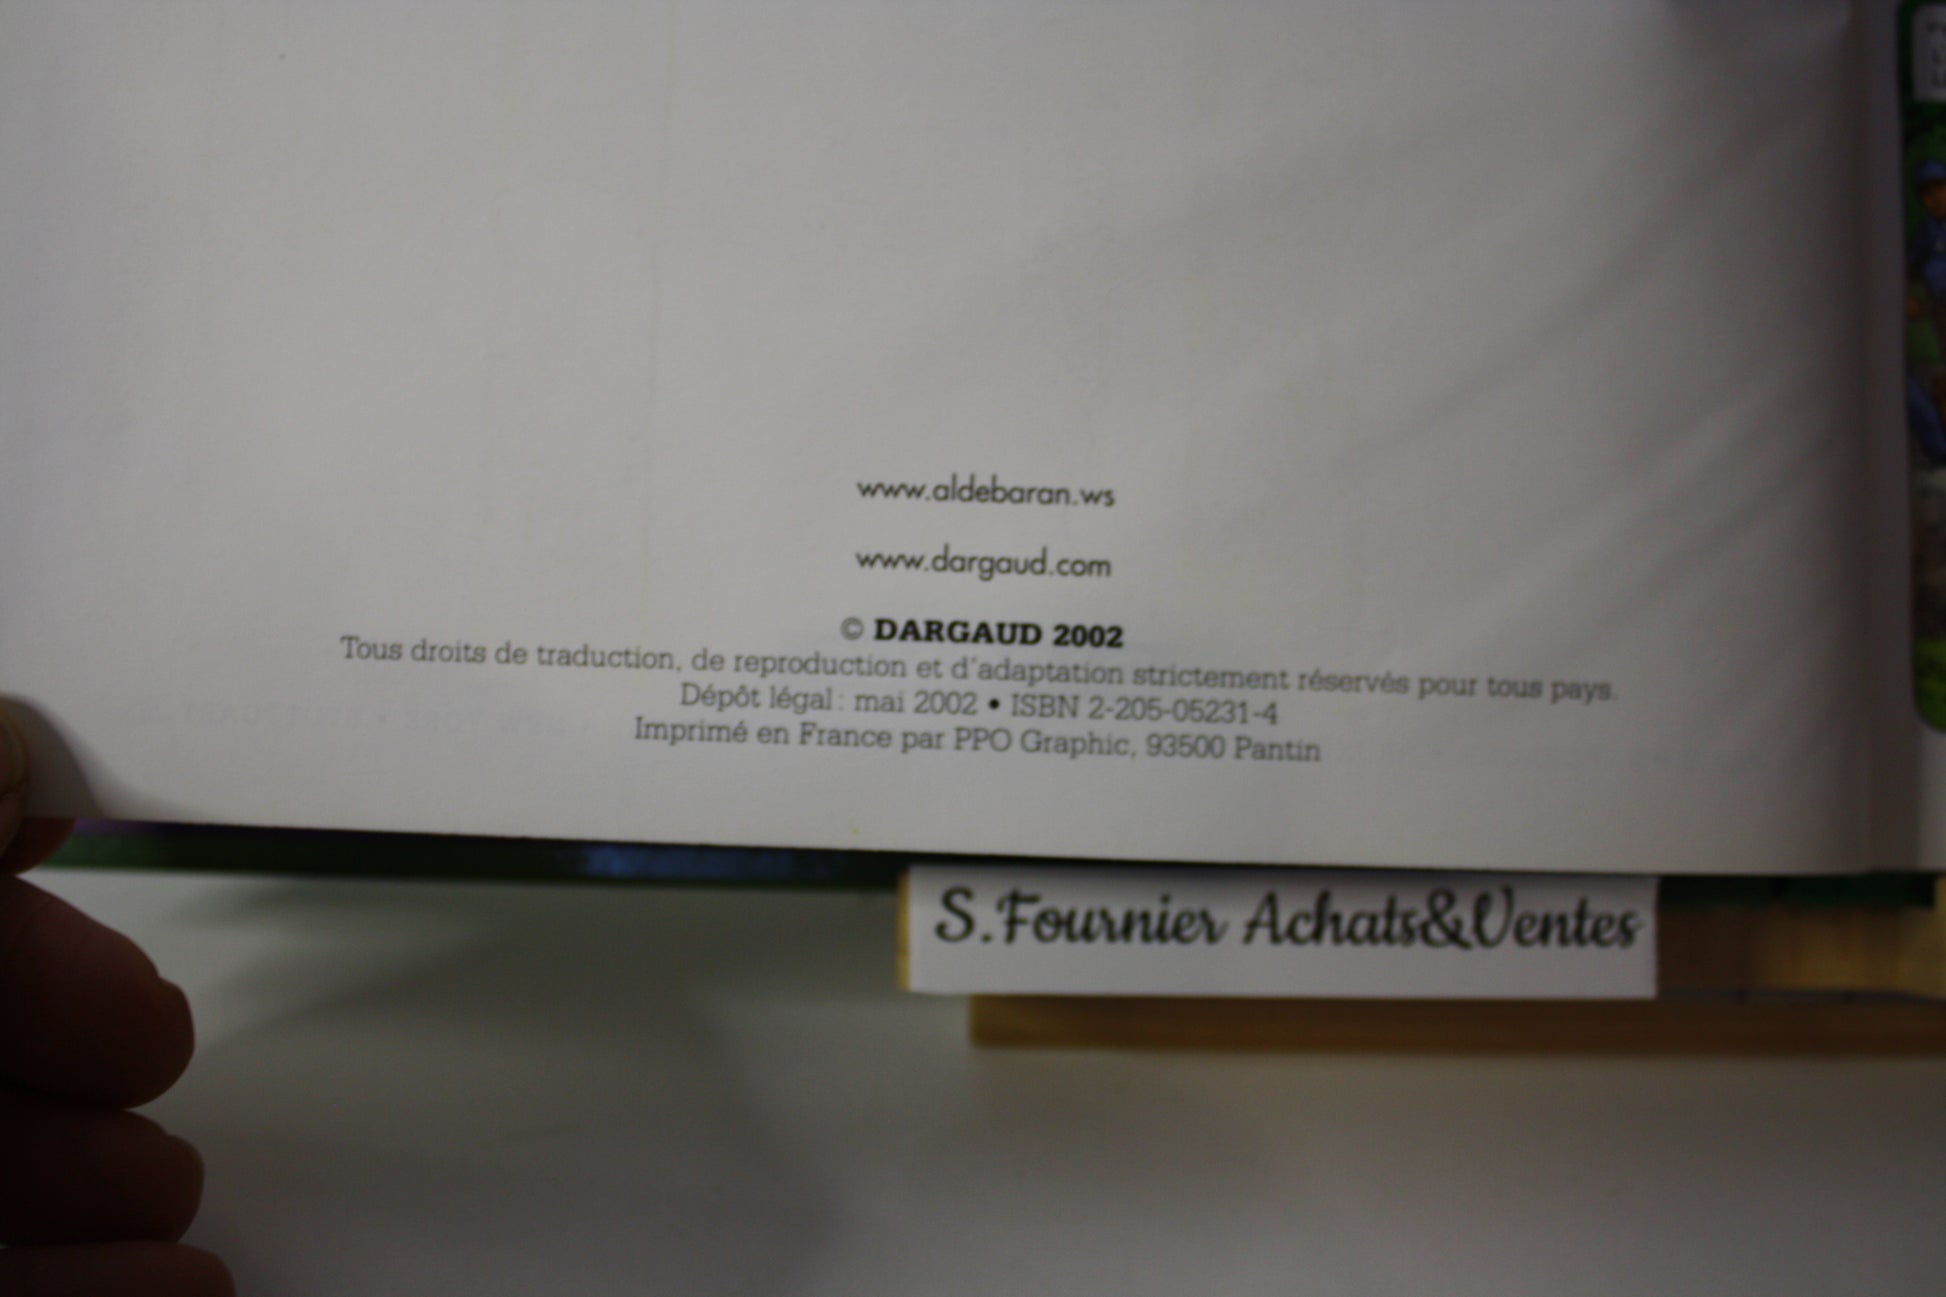 www.aldebaran.ws
www.dargaud.com
© DARGAUD 2002
Tous droits de traduction, de reproduction et d'adaptation strictement réservés pour tous pays.
Dépôt légal : mai 2002 • ISBN 2-205-05231-4
Imprimé en France par PPO Graphic, 93500 Pantin
S.Fournier Achats&Ventes